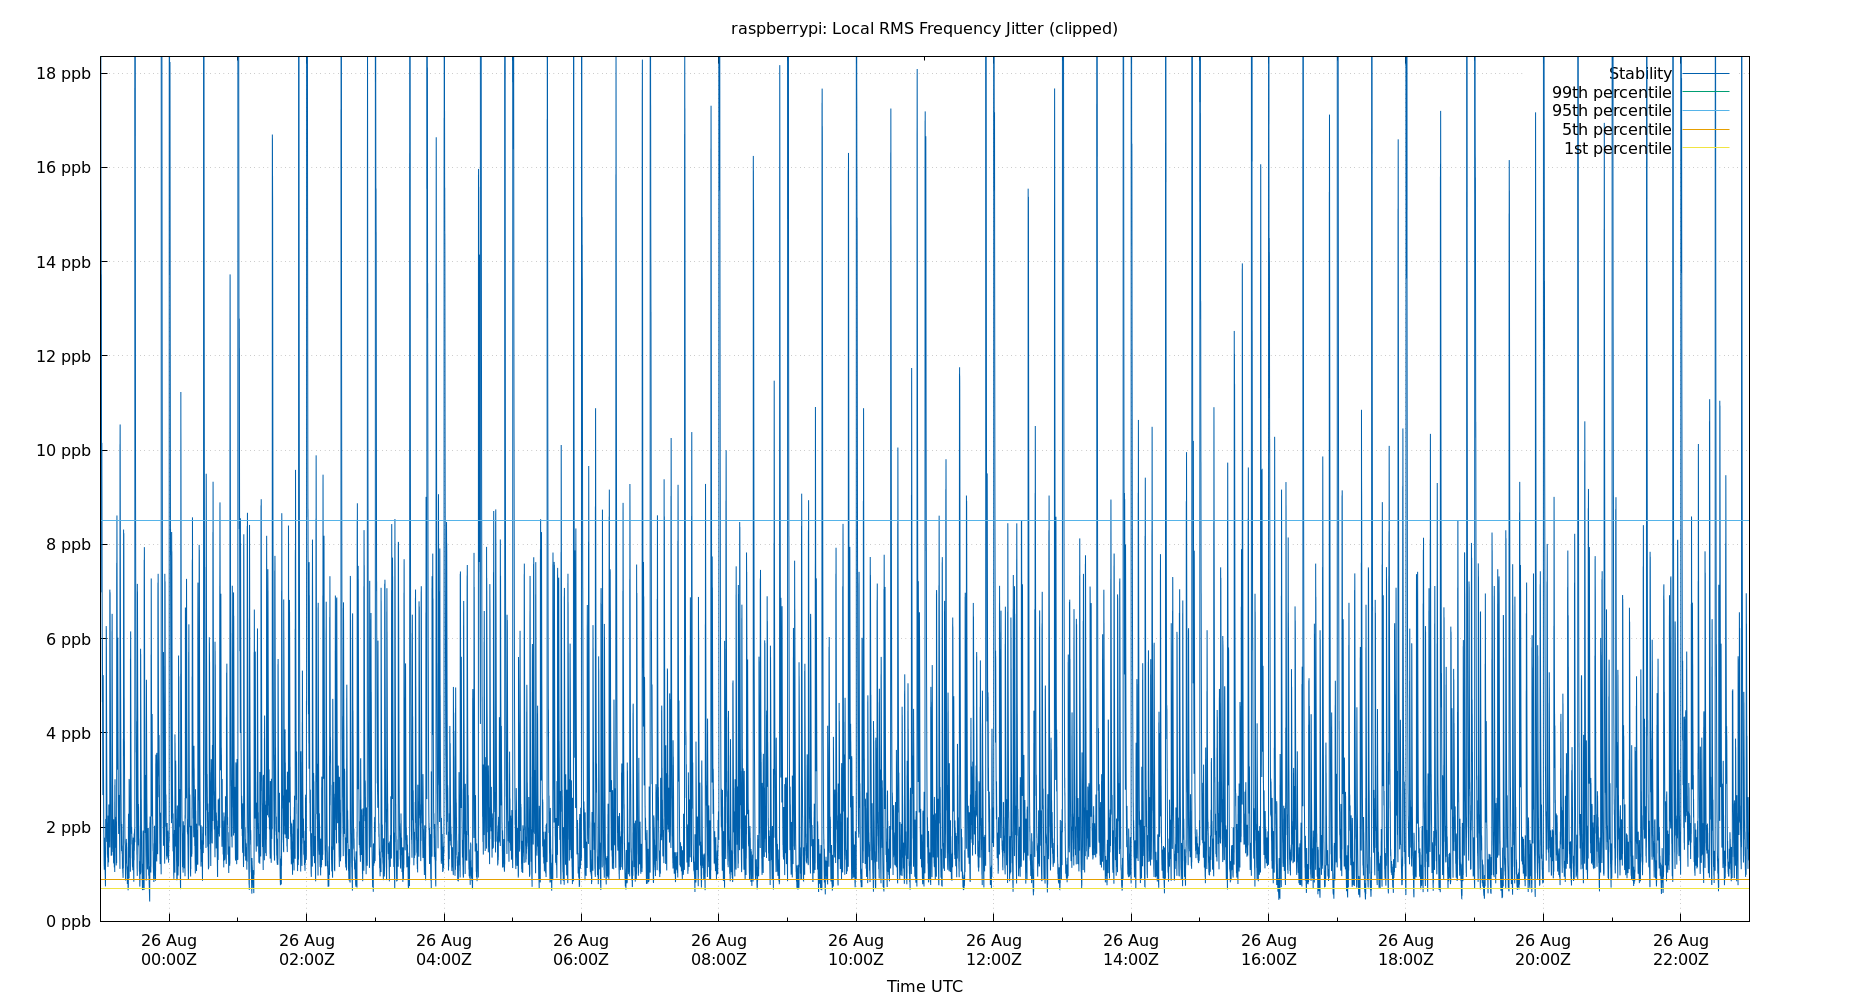 raspberrypi: Local RMS Frequency Jitter (clipped)
18 ppb
16 ppb
14 ppb
12 ppb
10 ppb
8 ppb
6 ppb
4 ppb
2 ppb
0 ppb
Stability
99th percentile
95th percentile
5th percentile
1st percentile
26 Aug 26 Aug 26 Aug 26 Aug 26 Aug 26 Aug 26 Aug 26 Aug 26 Aug 26 Aug 26 Aug 26 Aug
00:00Z 02:00Z 04:00Z 06:00Z 08:00Z 10:00Z 12:00Z 14:00Z 16:00Z 18:00Z 20:00Z 22:00Z
Time UTC